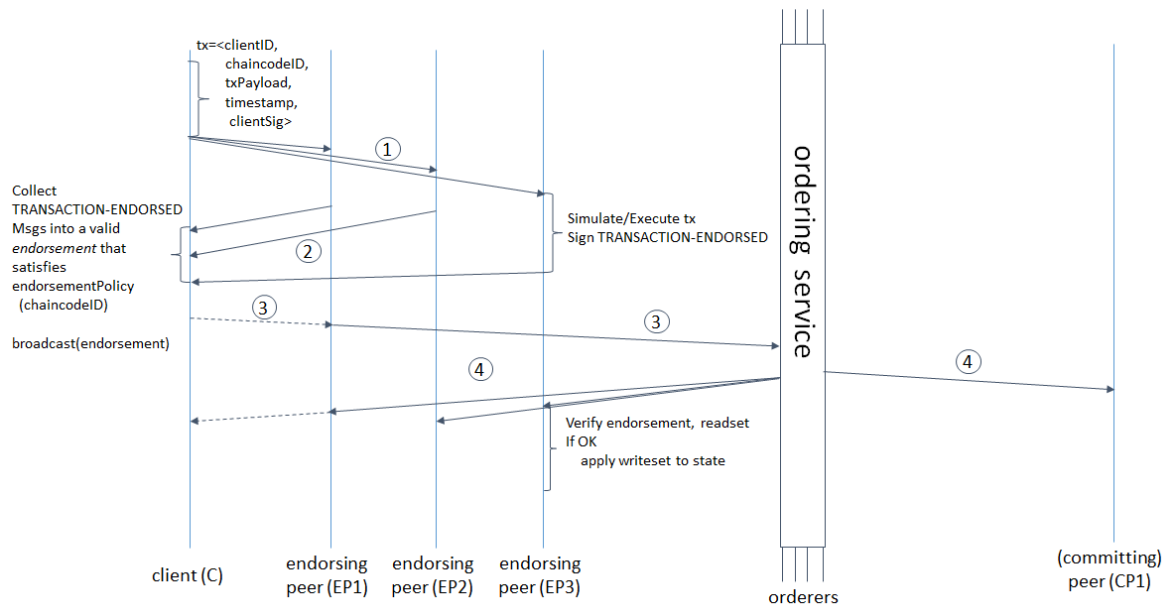 tx=<clientID,
chaincodeID,
txPayload,
timestamp,
clientSig>
1
Collect
TRANSACTION-ENDORSED
Msgs into a valid
endorsement that
satisfies
endorsementPolicy
(chaincodeID)
2
Simulate/Execute tx
Sign TRANSACTION-ENDORSED
ordering service
3
3
broadcast(endorsement)
4
4
Verify endorsement, readset
If OK
apply writeset to state
client (C)
endorsing
peer (EP1)
endorsing
peer (EP2)
endorsing
peer (EP3)
orderers
(committing)
peer (CP1)